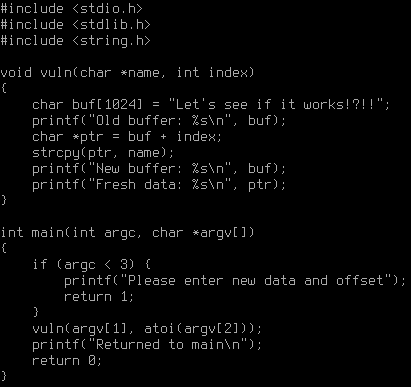 #include <stdio.h>
#include <stdlib.h>
#include <string.h>

void vuln(char *name, int index)
{
    char buf[1024] = "Let's see if it works!?!!";
    printf("Old buffer: %s\n", buf);
    char *ptr = buf + index;
    strcpy(ptr, name);
    printf("New buffer: %s\n", buf);
    printf("Fresh data: %s\n", ptr);
}

int main(int argc, char *argv[])
{
    if (argc < 3) {
        printf("Please enter new data and offset");
        return 1;
    }
    vuln(argv[1], atoi(argv[2]));
    printf("Returned to main\n");
    return 0;
}